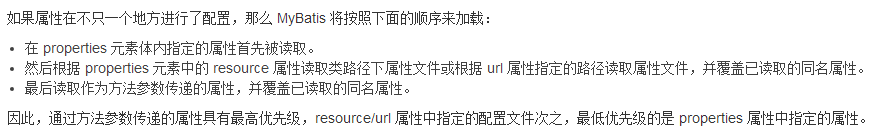 如果属性在不只一个地方进行了配置，那么 MyBatis 将按照下面的顺序来加载：
• 在 properties 元素体内指定的属性首先被读取。
• 然后根据 properties 元素中的 resource 属性读取类路径下属性文件或根据 url 属性指定的路径读取属性文件，并覆盖已读取的同名属性。
• 最后读取作为方法参数传递的属性，并覆盖已读取的同名属性。
因此，通过方法参数传递的属性具有最高优先级，resource/url 属性中指定的配置文件次之，最低优先级的是 properties 属性中指定的属性。